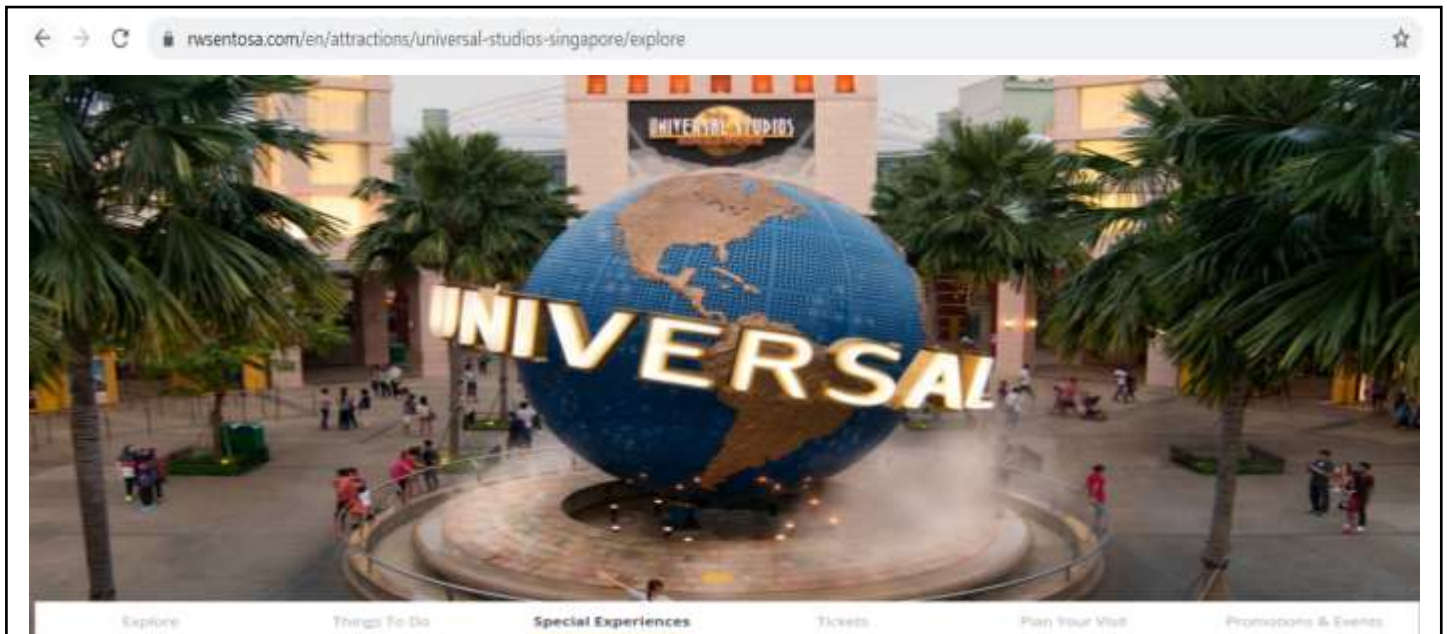 rwsentosa.com/en/attractions/universal-studios-singapore/explore
UNIVERSAL STUDIOS
UNIVERSAL
Explore Things To Do Special Experiences Tickets Plan Your Visit Promotions & Events